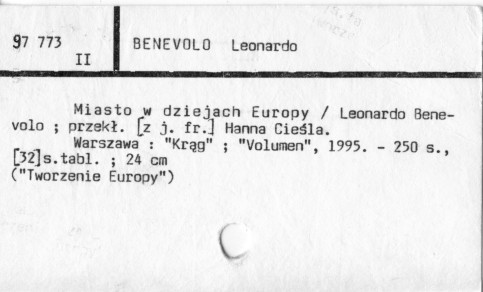 97 773
II
BENEVOLO Leonardo
Miasto w dziejach Europy / Leonardo Bene-
volo ; przekł. [z j. fr.] Hanna Cieśla.
Warszawa : "Krąg" ; "Volumen", 1995. - 250 s.,
[32]s.tabl. ; 24 cm
("Tworzenie Europy")